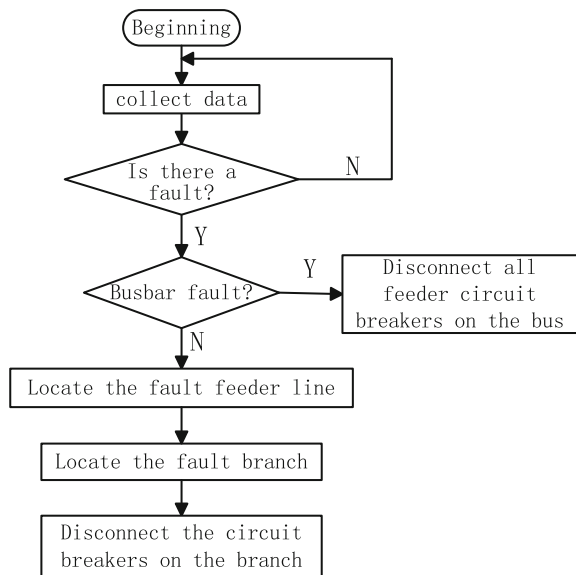 Beginning
collect data
Is there a
fault?
N
Y
Busbar fault?
Y
Disconnect all
feeder circuit
breakers on the bus
N
Locate the fault feeder line
Locate the fault branch
Disconnect the circuit
breakers on the branch